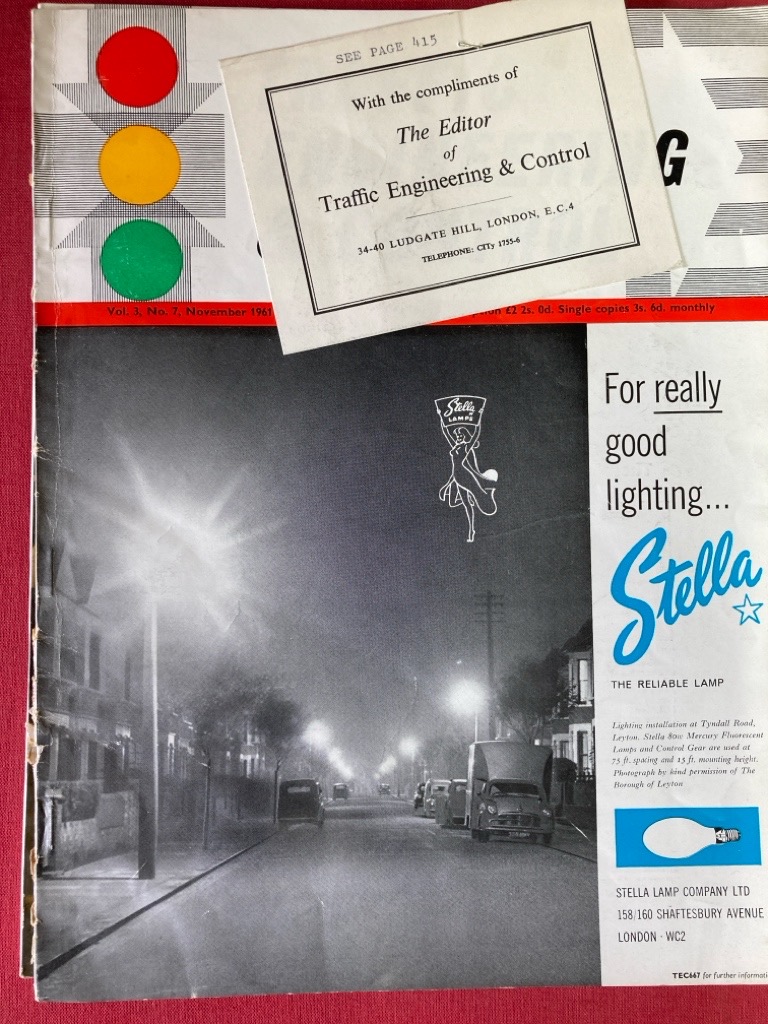 SEE PAGE 415
With the compliments of
The Editor
of
Traffic Engineering & Control
34-40 LUDGATE HILL, LONDON, E.C.4
TELEPHONE: CITy 1755-6
G
Vol. 3, No. 7, November 1961
£2 2s. 0d. Single copies 3s. 6d. monthly
Stella
LAMPS
For really
good
lighting...
Stella
THE RELIABLE LAMP
Lighting installation at Tyndall Road,
Leyton. Stella 80w Mercury Fluorescent
Lamps and Control Gear are used at
75 ft. spacing and 15 ft. mounting height.
Photograph by kind permission of The
Borough of Leyton
STELLA LAMP COMPANY LTD
158/160 SHAFTESBURY AVENUE
LONDON · WC2
TEC667 for further informati